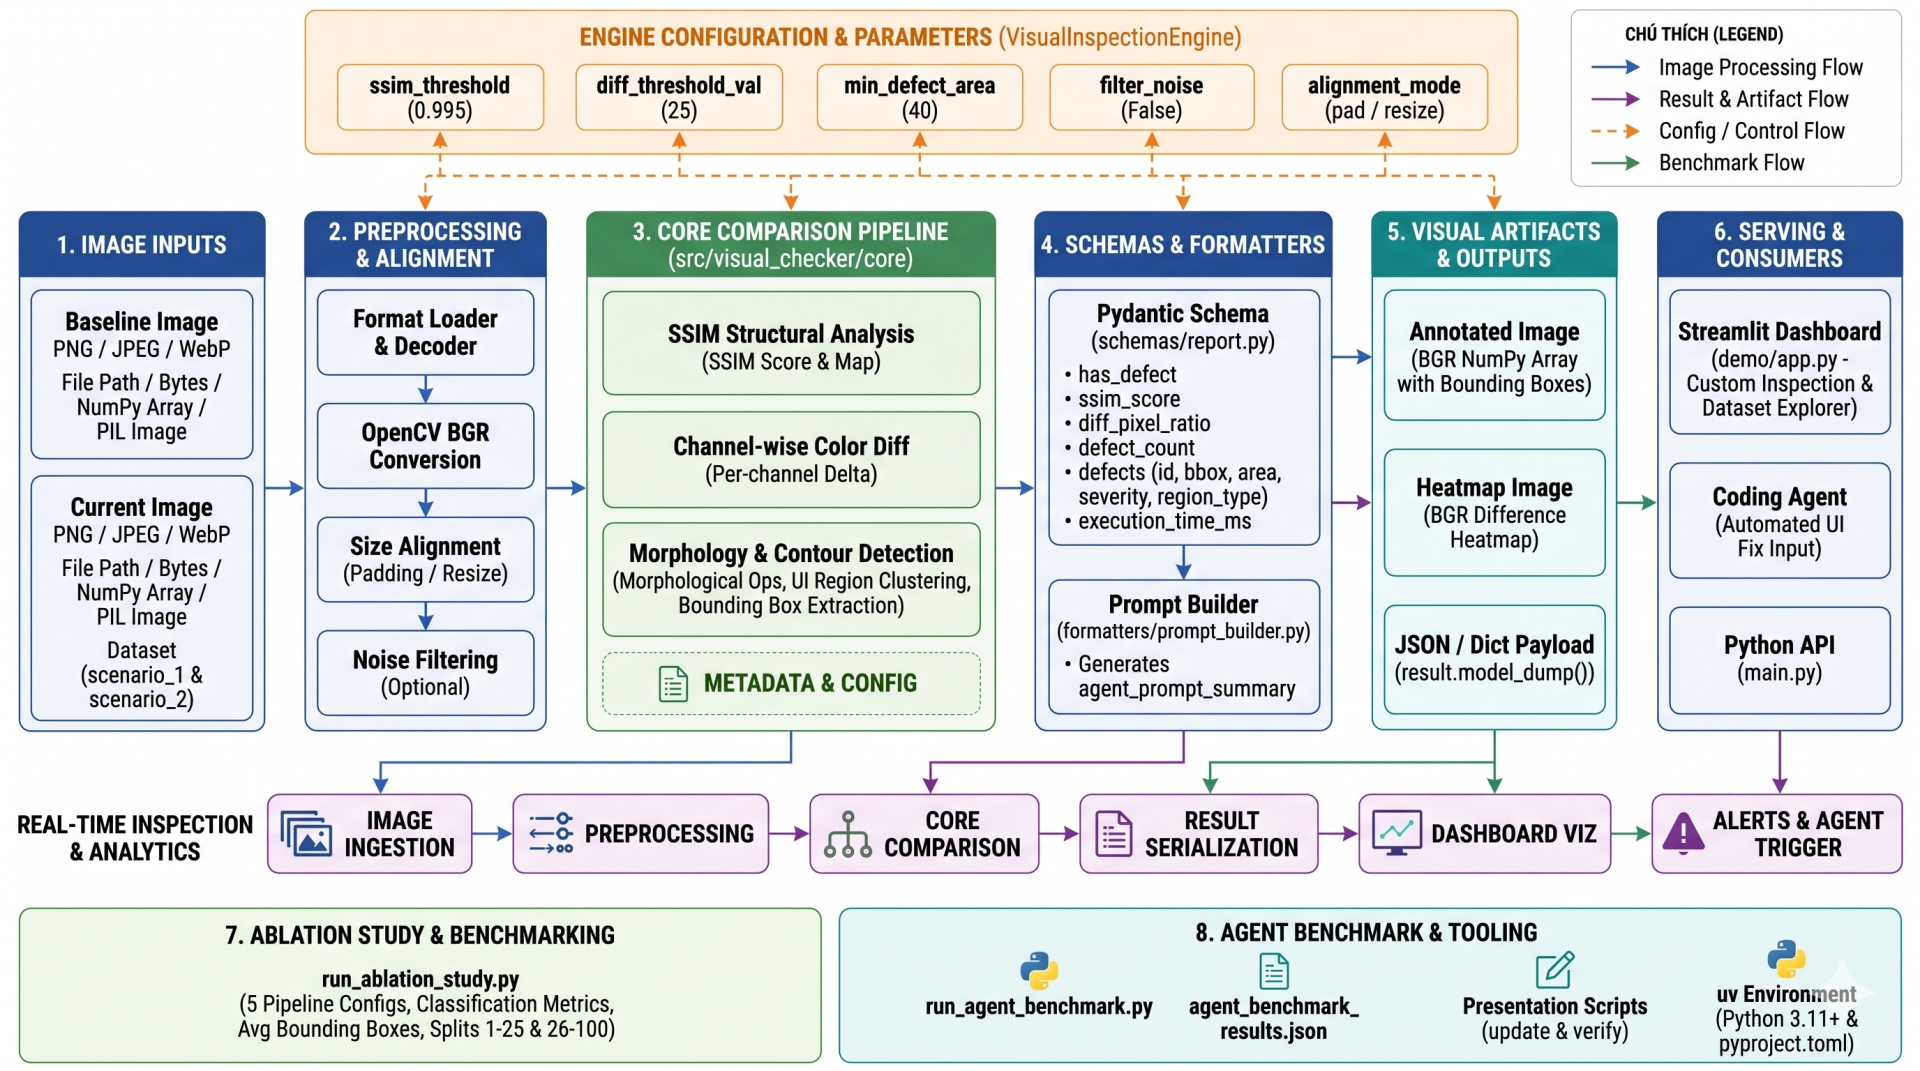 ENGINE CONFIGURATION & PARAMETERS (VisualInspectionEngine)
ssim_threshold
(0.995)
diff_threshold_val
(25)
min_defect_area
(40)
filter_noise
(False)
alignment_mode
(pad / resize)
CHÚ THÍCH (LEGEND)
Image Processing Flow
Result & Artifact Flow
Config / Control Flow
Benchmark Flow
1. IMAGE INPUTS
Baseline Image
PNG / JPEG / WebP
File Path / Bytes /
NumPy Array /
PIL Image
Current Image
PNG / JPEG / WebP
File Path / Bytes /
NumPy Array /
PIL Image
Dataset
(scenario_1 &
scenario_2)
2. PREPROCESSING
& ALIGNMENT
Format Loader
& Decoder
OpenCV BGR
Conversion
Size Alignment
(Padding / Resize)
Noise Filtering
(Optional)
3. CORE COMPARISON PIPELINE
(src/visual_checker/core)
SSIM Structural Analysis
(SSIM Score & Map)
Channel-wise Color Diff
(Per-channel Delta)
Morphology & Contour Detection
(Morphological Ops, UI Region Clustering,
Bounding Box Extraction)
METADATA & CONFIG
4. SCHEMAS & FORMATTERS
Pydantic Schema
(schemas/report.py)
• has_defect
• ssim_score
• diff_pixel_ratio
• defect_count
• defects (id, bbox, area,
severity, region_type)
• execution_time_ms
Prompt Builder
(formatters/prompt_builder.py)
• Generates
agent_prompt_summary
5. VISUAL ARTIFACTS
& OUTPUTS
Annotated Image
(BGR NumPy Array
with Bounding Boxes)
Heatmap Image
(BGR Difference
Heatmap)
JSON / Dict Payload
(result.model_dump())
6. SERVING &
CONSUMERS
Streamlit Dashboard
(demo/app.py -
Custom Inspection &
Dataset Explorer)
Coding Agent
(Automated UI
Fix Input)
Python API
(main.py)
REAL-TIME INSPECTION
& ANALYTICS
IMAGE
INGESTION
PREPROCESSING
CORE
COMPARISON
RESULT
SERIALIZATION
DASHBOARD VIZ
ALERTS & AGENT
TRIGGER
7. ABLATION STUDY & BENCHMARKING
run_ablation_study.py
(5 Pipeline Configs, Classification Metrics,
Avg Bounding Boxes, Splits 1-25 & 26-100)
8. AGENT BENCHMARK & TOOLING
run_agent_benchmark.py
agent_benchmark_
results.json
Presentation Scripts
(update & verify)
uv Environment
(Python 3.11+ &
pyproject.toml)